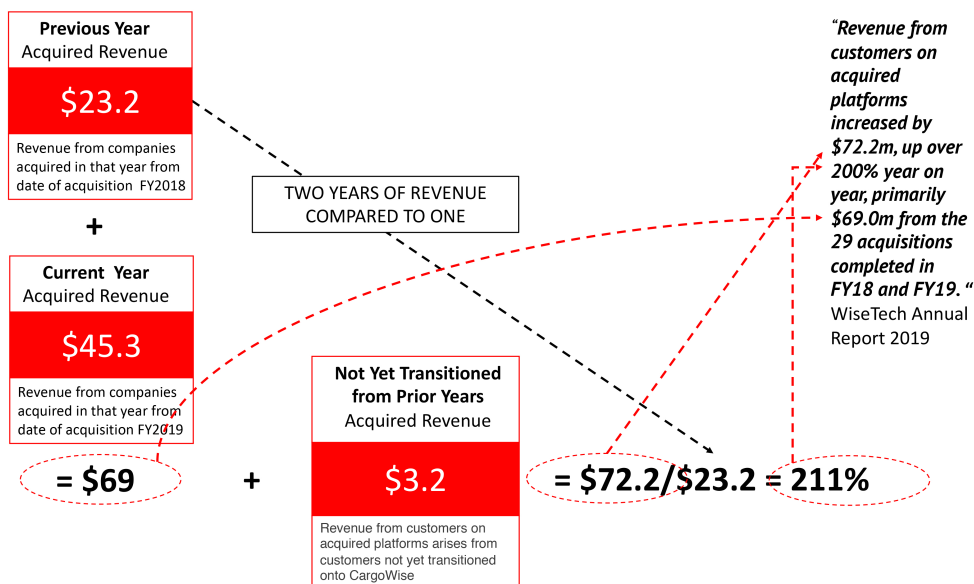 Previous Year
Acquired Revenue
$23.2
Revenue from companies
acquired in that year from
date of acquisition  FY2018
+
Current  Year
Acquired Revenue
$45.3
Revenue from companies
acquired in that year from
date of acquisition FY2019
= $69
+
Not Yet Transitioned
from Prior Years
Acquired Revenue
$3.2
Revenue from customers on
acquired platforms arises from
customers not yet transitioned
onto CargoWise
= $72.2/$23.2 = 211%
TWO YEARS OF REVENUE
COMPARED TO ONE
“Revenue from
customers on
acquired
platforms
increased by
$72.2m, up over
200% year on
year, primarily
$69.0m from the
29 acquisitions
completed in
FY18 and FY19. “
WiseTech Annual
Report 2019